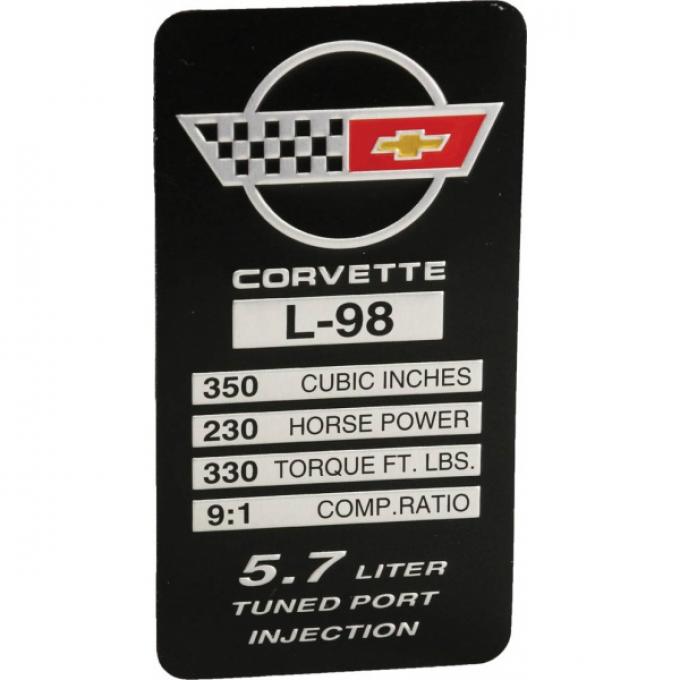 CORVETTE
L-98
350 CUBIC INCHES
230 HORSE POWER
330 TORQUE FT. LBS.
9:1 COMP.RATIO
5.7 LITER
TUNED PORT
INJECTION